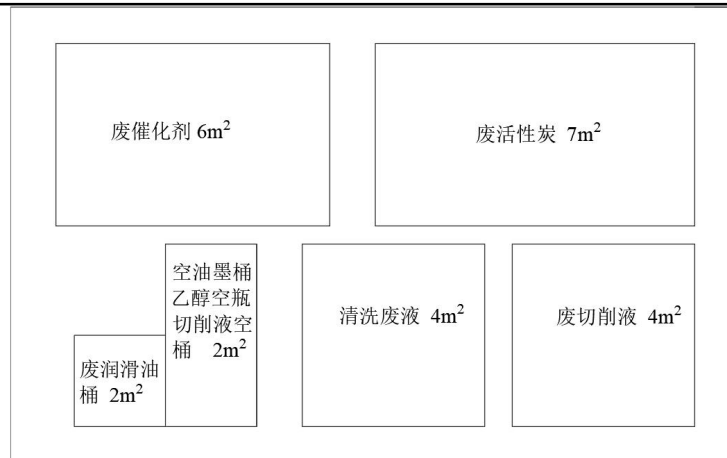 废催化剂 6m²
废活性炭 7m²
空油墨桶
乙醇空瓶
切削液空
桶 2m²
废润滑油
桶 2m²
清洗废液 4m²
废切削液 4m²